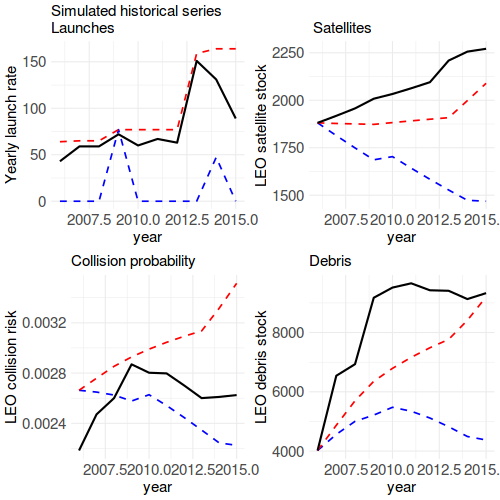 Simulated historical series
Launches
Satellites
Yearly launch rate
150
100
50
0
2007.5 2010.0 2012.5 2015.0
year
LEO satellite stock
2250
2000
1750
1500
2007.5 2010.0 2012.5 2015.0
year
Collision probability
Debris
LEO collision risk
0.0032
0.0028
0.0024
2007.5 2010.0 2012.5 2015.0
year
LEO debris stock
8000
6000
4000
2007.5 2010.0 2012.5 2015.0
year